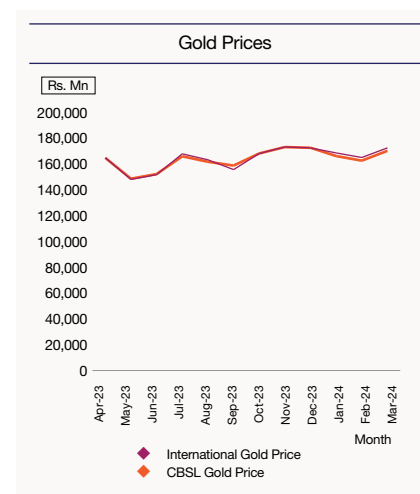 Gold Prices
Rs. Mn
200,000
180,000
160,000
140,000
120,000
100,000
80,000
60,000
40,000
20,000
0
Apr-23
May-23
Jun-23
Jul-23
Aug-23
Sep-23
Oct-23
Nov-23
Dec-23
Jan-24
Feb-24
Mar-24
Month
International Gold Price
CBSL Gold Price